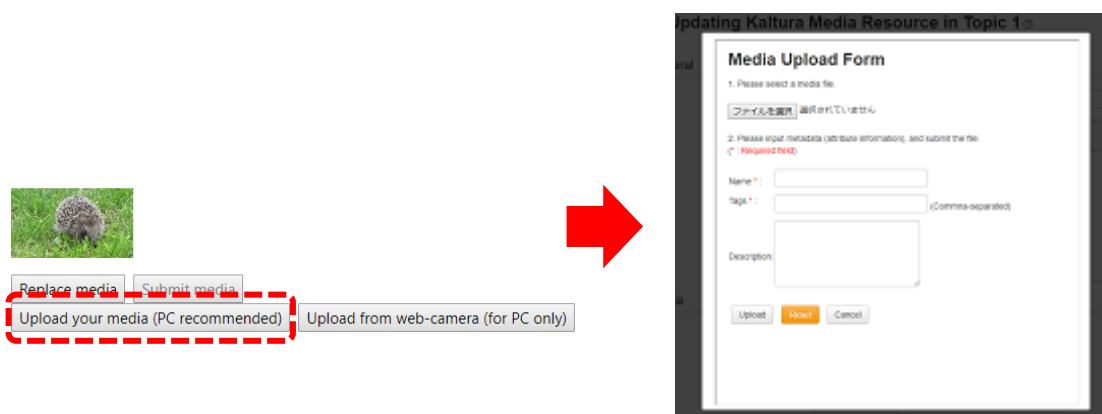 Replace media
Submit media
Upload your media (PC recommended)
Upload from web-camera (for PC only)
Updating Kaltura Media Resource in Topic 1
Media Upload Form
1. Please select a media file.
ファイルを選択 選択されていません
2. Please input metadata (attribute information), and submit the file.
(* : Required field)
Name * :
Tags * :
(Commna-separated)
Description:
Upload
Reset
Cancel